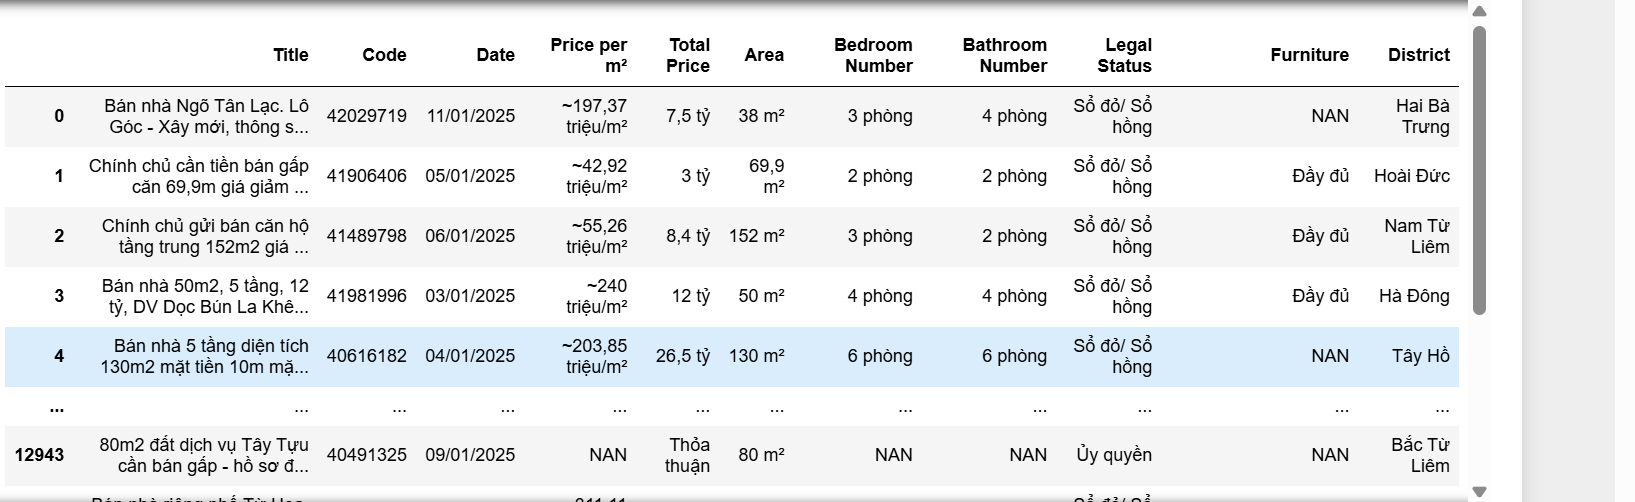 Title Code Date Price per m² Total Price Area Bedroom Number Bathroom Number Legal Status Furniture District
0 Bán nhà Ngõ Tân Lạc. Lô Góc - Xây mới, thông s... 42029719 11/01/2025 ~197,37 triệu/m² 7,5 tỷ 38 m² 3 phòng 4 phòng Sổ đỏ/ Sổ hồng NAN Hai Bà Trưng
1 Chính chủ cần tiền bán gấp căn 69,9m giá giảm ... 41906406 05/01/2025 ~42,92 triệu/m² 3 tỷ 69,9 m² 2 phòng 2 phòng Sổ đỏ/ Sổ hồng Đầy đủ Hoài Đức
2 Chính chủ gửi bán căn hộ tầng trung 152m2 giá ... 41489798 06/01/2025 ~55,26 triệu/m² 8,4 tỷ 152 m² 3 phòng 2 phòng Sổ đỏ/ Sổ hồng Đầy đủ Nam Từ Liêm
3 Bán nhà 50m2, 5 tầng, 12 tỷ, DV Dọc Bún La Khê... 41981996 03/01/2025 ~240 triệu/m² 12 tỷ 50 m² 4 phòng 4 phòng Sổ đỏ/ Sổ hồng Đầy đủ Hà Đông
4 Bán nhà 5 tầng diện tích 130m2 mặt tiền 10m mặ... 40616182 04/01/2025 ~203,85 triệu/m² 26,5 tỷ 130 m² 6 phòng 6 phòng Sổ đỏ/ Sổ hồng NAN Tây Hồ
... ... ... ... ... ... ... ... ... ... ... ...
12943 80m2 đất dịch vụ Tây Tựu cần bán gấp - hồ sơ đ... 40491325 09/01/2025 NAN Thỏa thuận 80 m² NAN NAN Ủy quyền NAN Bắc Từ Liêm